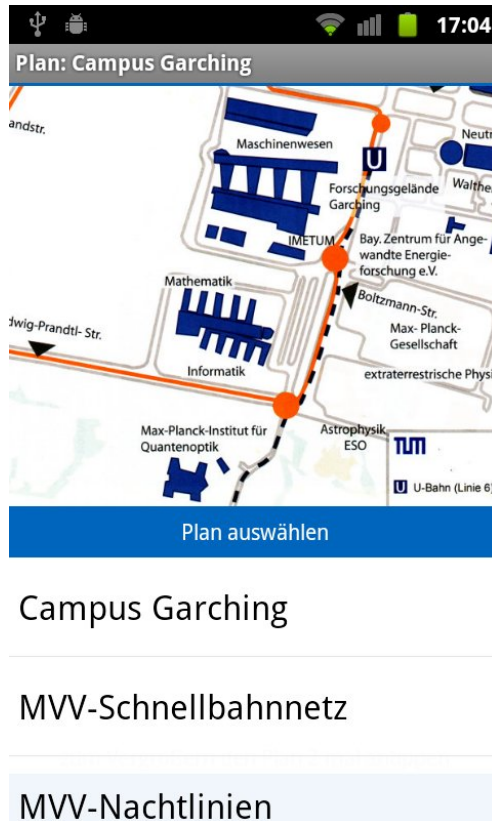 17:04
Plan: Campus Garching
andstr.
Maschinenwesen
Neutr
U
Forschungsgelände
Garching
Walthe
IMETUM
Bay. Zentrum für Ange-
wandte Energie-
forschung e.V.
Mathematik
Boltzmann-Str.
dwig-Prandtl- Str.
Max- Planck-
Gesellschaft
Informatik
extraterrestrische Physi
Max-Planck-Institut für
Quantenoptik
Astrophysik
ESO
TUM
U U-Bahn (Linie 6)
Plan auswählen
Campus Garching
MVV-Schnellbahnnetz
MVV-Nachtlinien